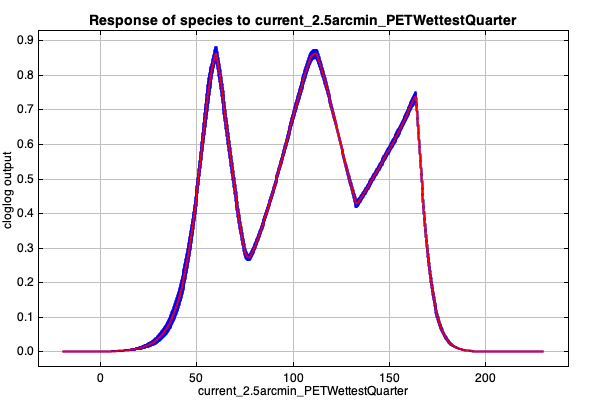 Response of species to current_2.5arcmin_PETWettestQuarter
cloglog output
0.9
0.8
0.7
0.6
0.5
0.4
0.3
0.2
0.1
0.0
0 50 100 150 200
current_2.5arcmin_PETWettestQuarter